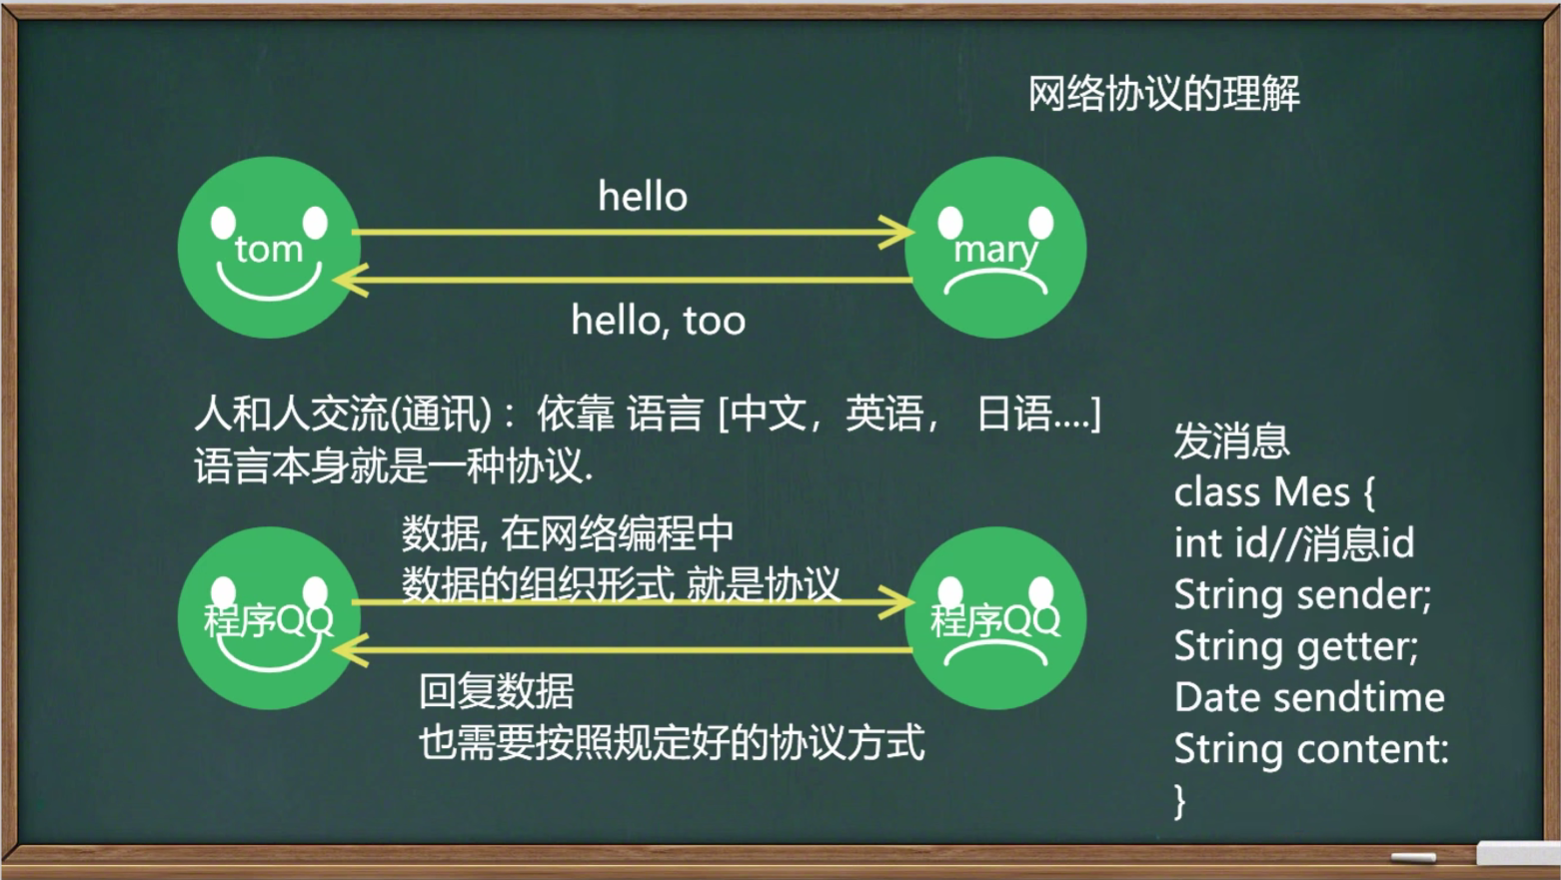 网络协议的理解
hello
tom
mary
hello, too
人和人交流(通讯)：依靠 语言 [中文，英语， 日语....]
语言本身就是一种协议.
数据, 在网络编程中
数据的组织形式 就是协议
程序QQ
程序QQ
回复数据
也需要按照规定好的协议方式
发消息
class Mes {
int id//消息id
String sender;
String getter;
Date sendtime
String content:
}